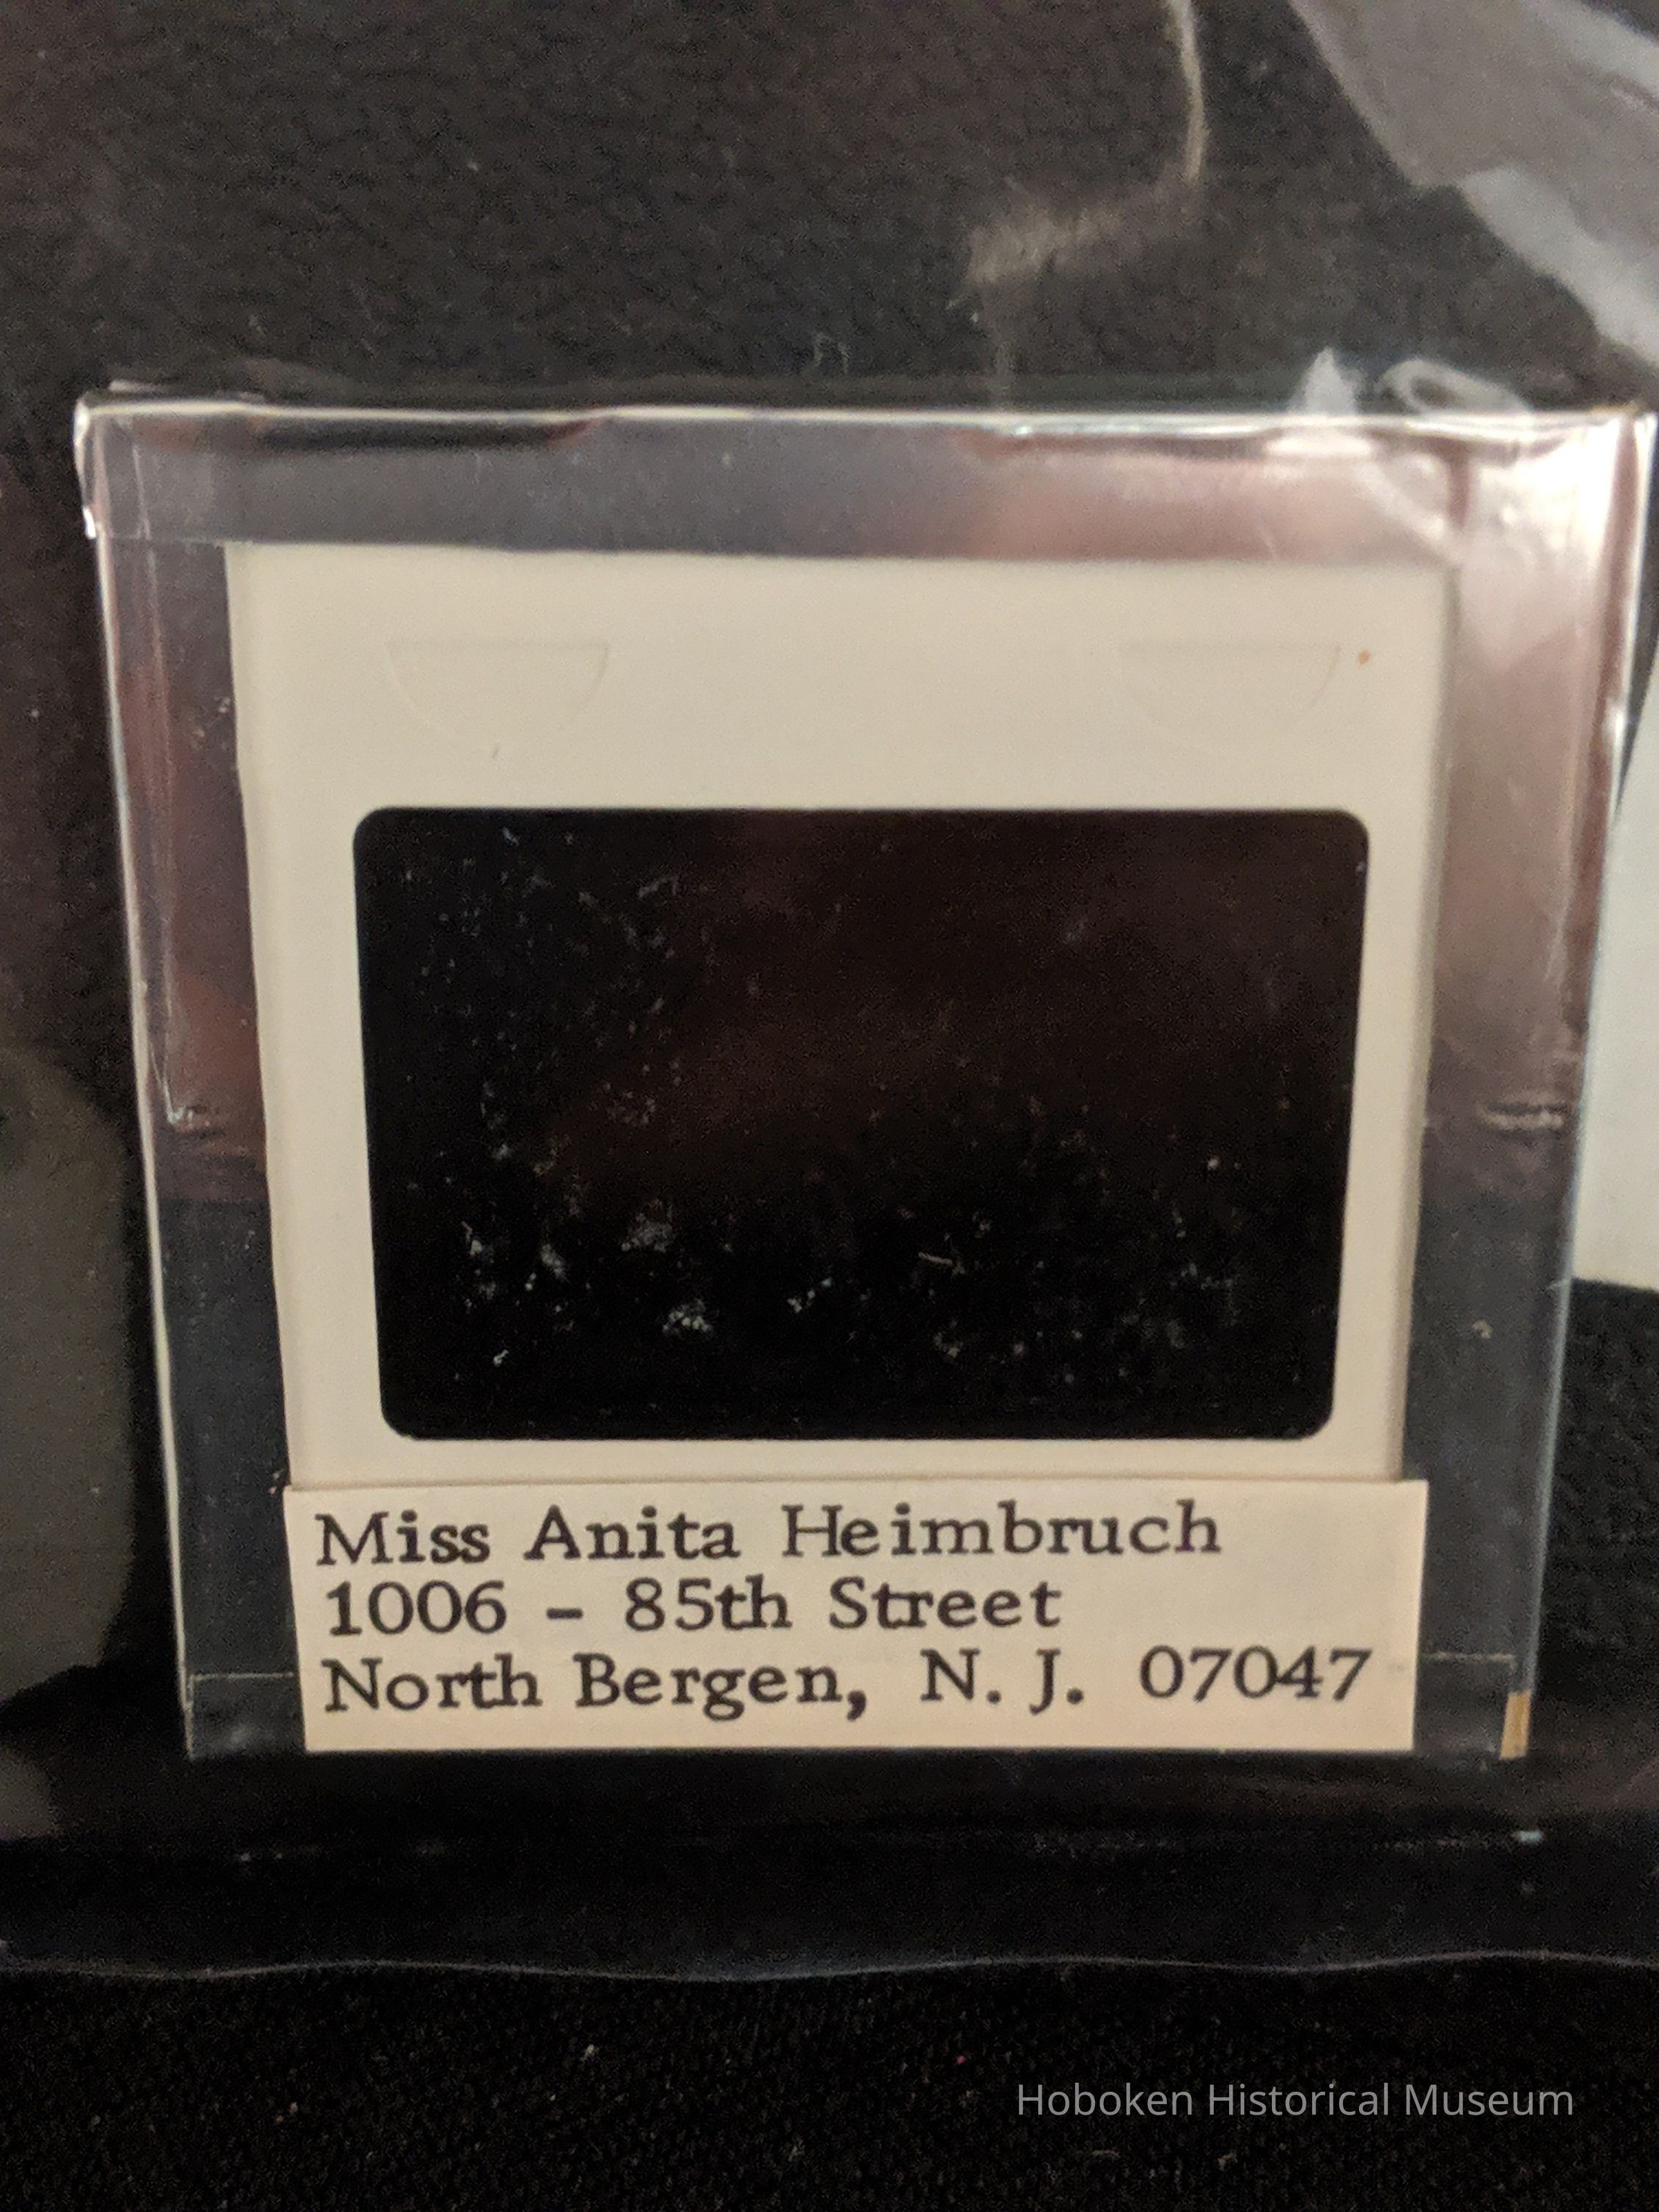 Miss Anita Heimbruch
1006 - 85th Street
North Bergen, N. J. 07047
Hoboken Historical Museum